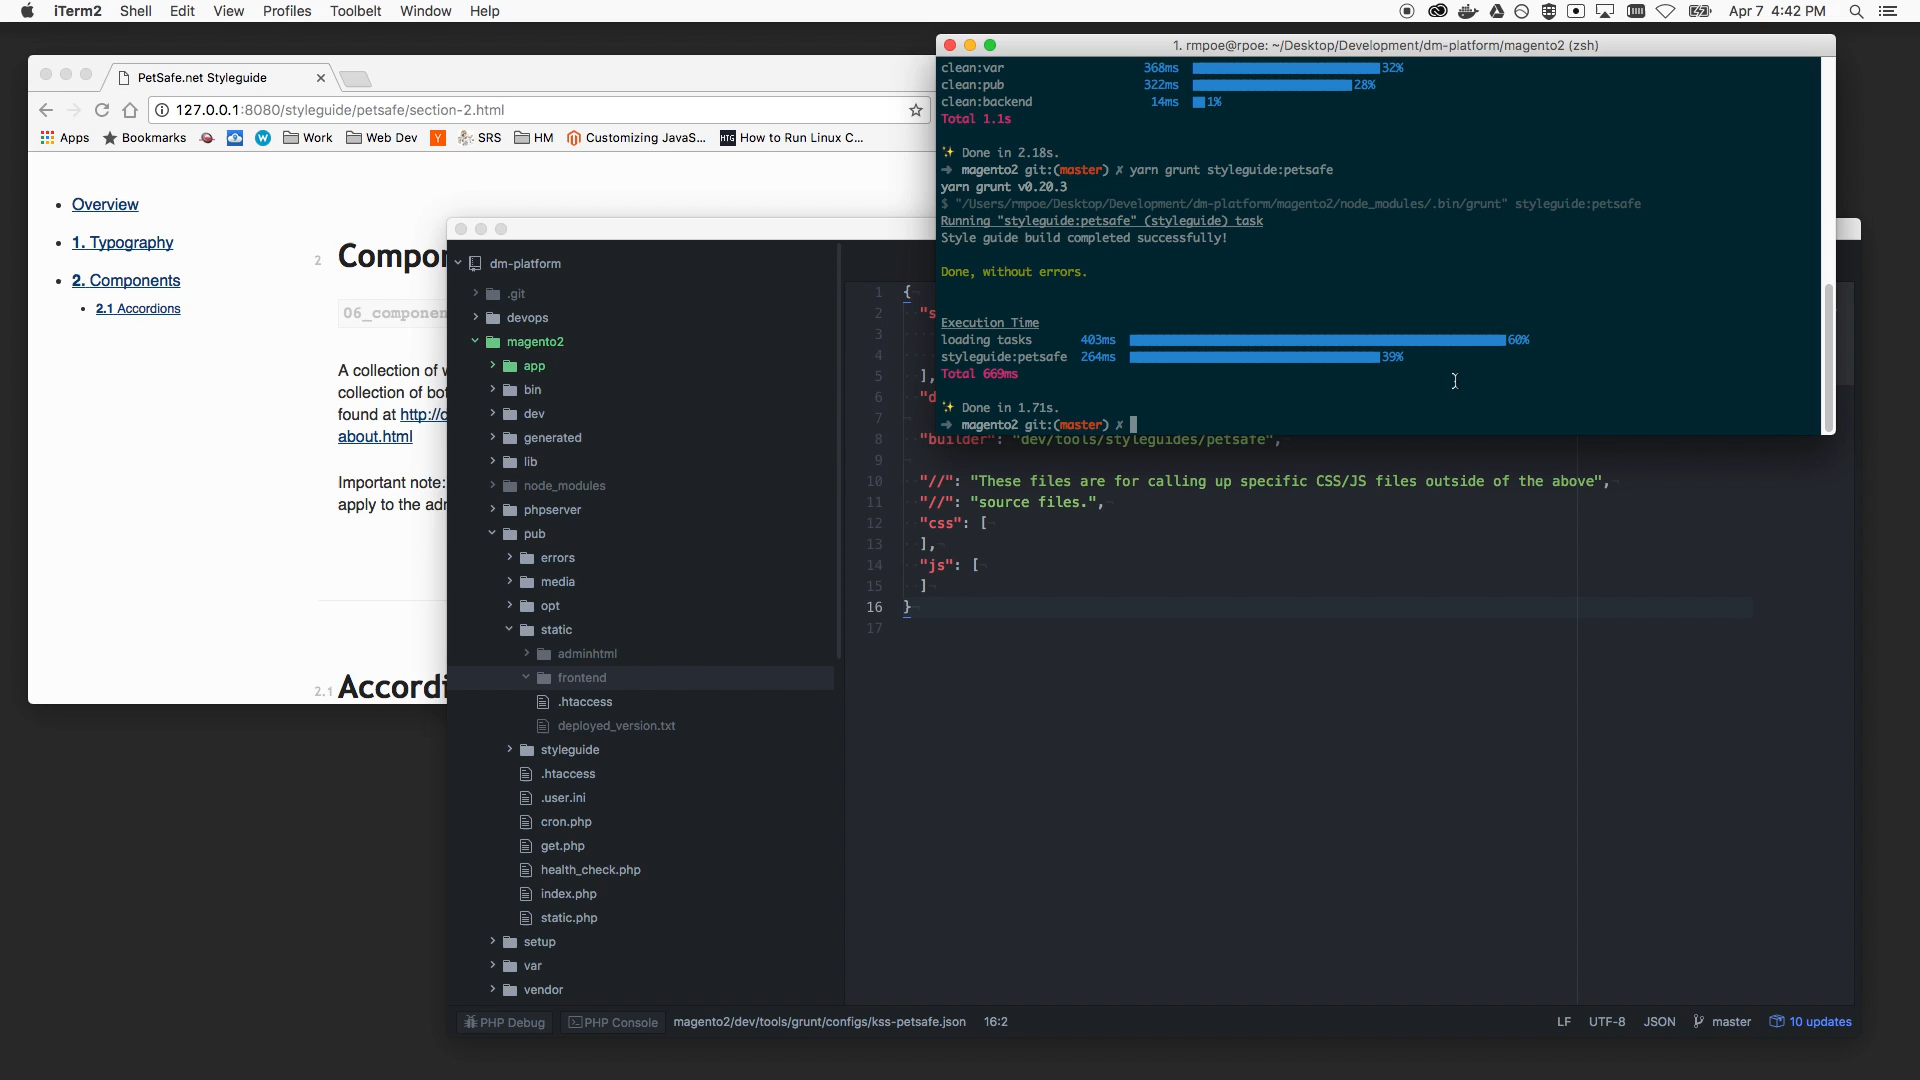 iTerm2 Shell Edit View Profiles Toolbelt Window Help
Apr 7 4:42 PM
PetSafe.net Styleguide
127.0.0.1:8080/styleguide/petsafe/section-2.html
Apps Bookmarks W Work Web Dev Y SRS HM Customizing JavaS... HTG How to Run Linux C...
Overview
1. Typography
2. Components
2.1 Accordions
2 Compo
06_componen
A collection of
collection of bo
found at http://
about.html
Important note:
apply to the ad
2.1 Accord
1. rmpoe@rpoe: ~/Desktop/Development/dm-platform/magento2 (zsh)
clean:var 368ms 32%
clean:pub 322ms 28%
clean:backend 14ms 1%
Total 1.1s
✨ Done in 2.18s.
➜ magento2 git:(master) ✗ yarn grunt styleguide:petsafe
yarn grunt v0.20.3
$ "/Users/rmpoe/Desktop/Development/dm-platform/magento2/node_modules/.bin/grunt" styleguide:petsafe
Running "styleguide:petsafe" (styleguide) task
Style guide build completed successfully!
Done, without errors.
Execution Time
loading tasks 403ms 60%
styleguide:petsafe 264ms 39%
Total 669ms
✨ Done in 1.71s.
➜ magento2 git:(master) ✗
dm-platform
.git
devops
magento2
app
bin
dev
generated
lib
node_modules
phpserver
pub
errors
media
opt
static
adminhtml
frontend
.htaccess
deployed_version.txt
styleguide
.htaccess
.user.ini
cron.php
get.php
health_check.php
index.php
static.php
setup
var
vendor
1 {
2 "s
3
4
5 ],
6 "d
7
8 "builder": "dev/tools/styleguides/petsafe",
9
10 "//": "These files are for calling up specific CSS/JS files outside of the above",
11 "//": "source files.",
12 "css": [
13 ],
14 "js": [
15 ]
16 }
17
PHP Debug PHP Console magento2/dev/tools/grunt/configs/kss-petsafe.json 16:2
LF UTF-8 JSON master 10 updates